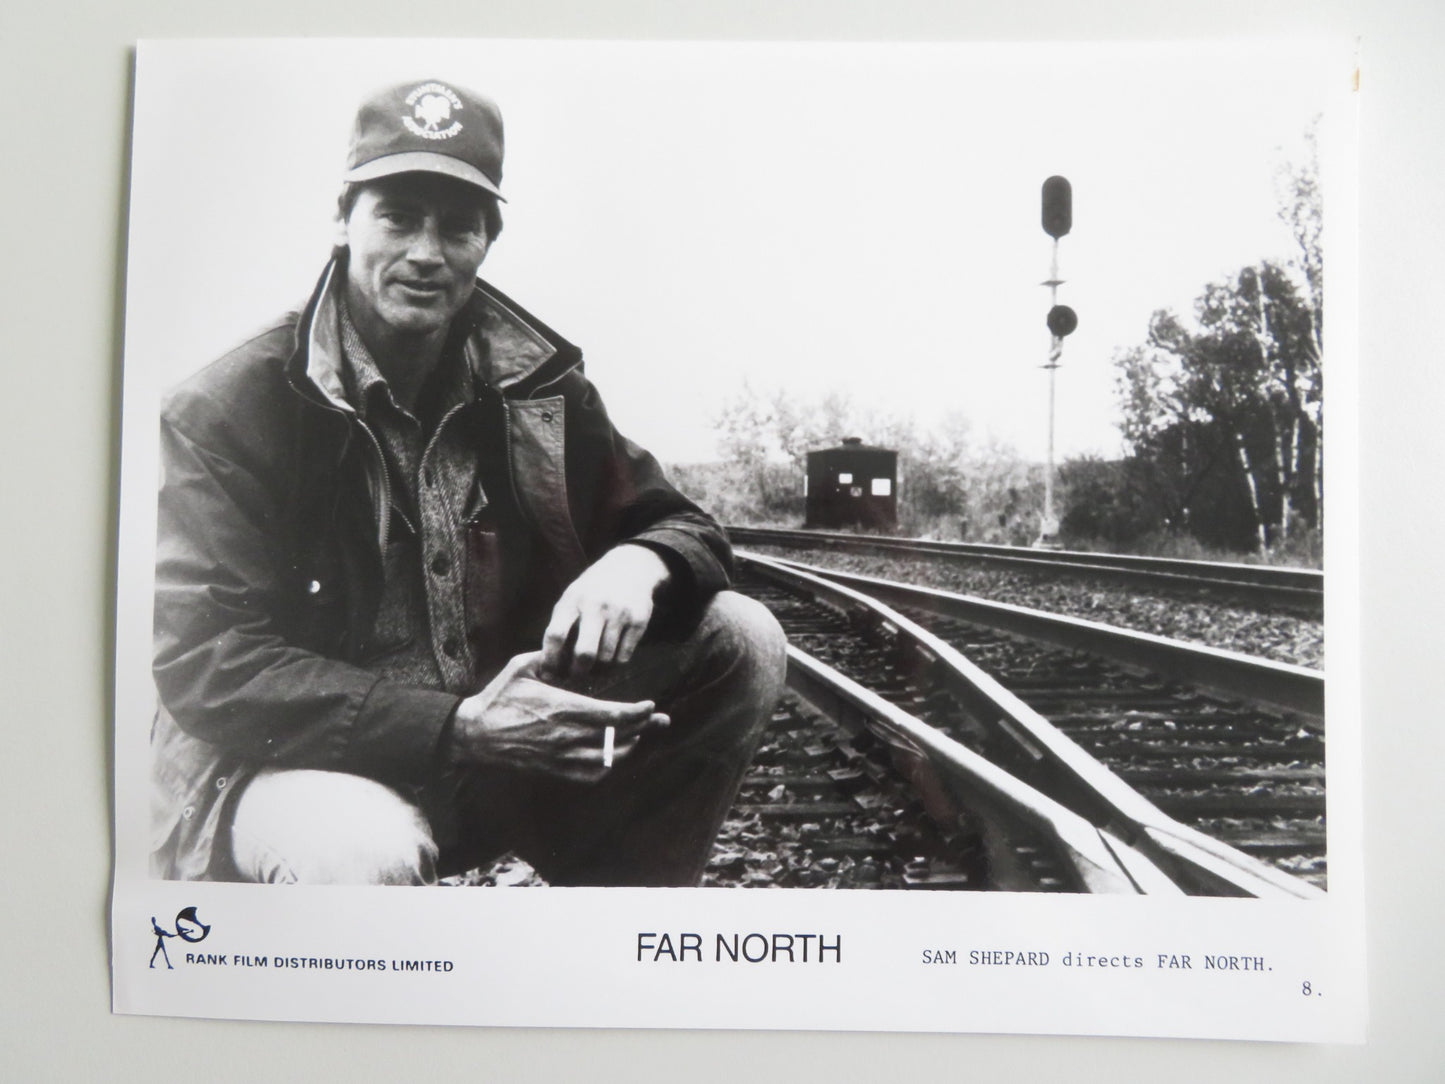 RANK FILM DISTRIBUTORS LIMITED
FAR NORTH
SAM SHEPARD directs FAR NORTH.
8.